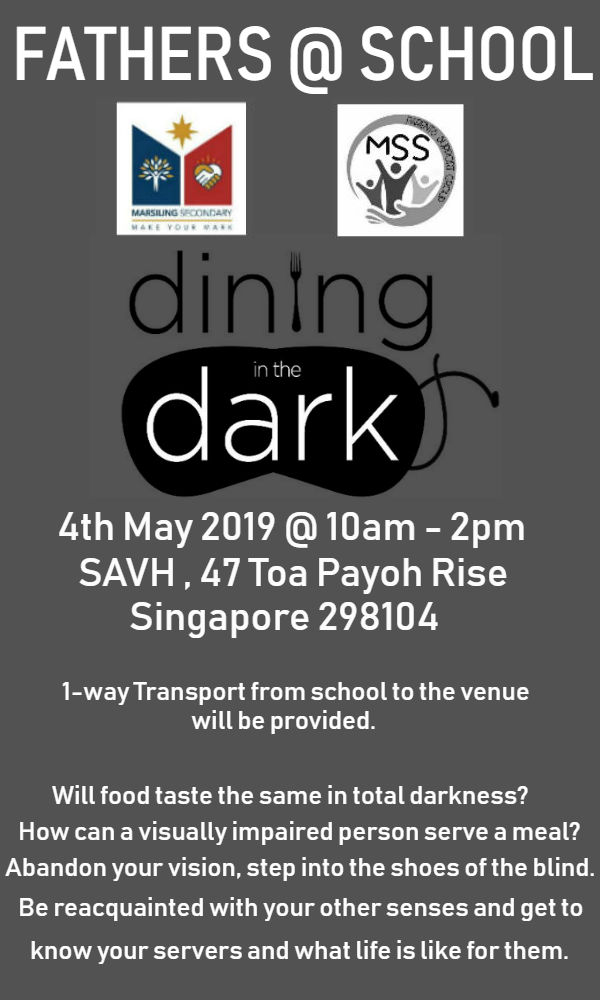 FATHERS @ SCHOOL
MARSILING SECONDARY
MAKE YOUR MARK
MSS
PARENTS SUPPORT GROUP
dining
in the
dark
4th May 2019 @ 10am - 2pm
SAVH , 47 Toa Payoh Rise
Singapore 298104
1-way Transport from school to the venue
will be provided.
Will food taste the same in total darkness?
How can a visually impaired person serve a meal?
Abandon your vision, step into the shoes of the blind.
Be reacquainted with your other senses and get to
know your servers and what life is like for them.